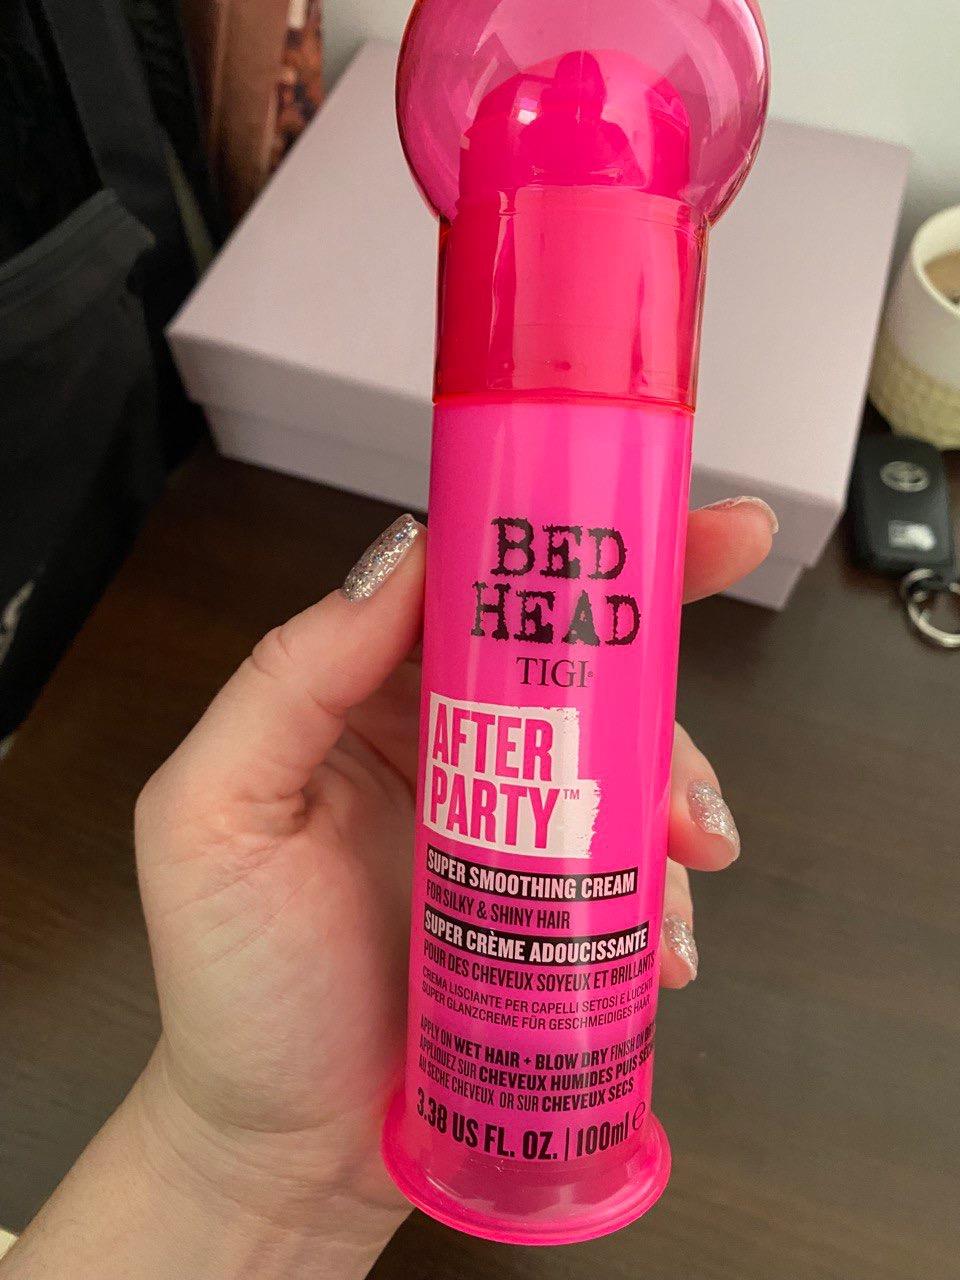 BED
HEAD
TIGI®
AFTER
PARTY™
SUPER SMOOTHING CREAM
FOR SILKY & SHINY HAIR
SUPER CRÈME ADOUCISSANTE
POUR DES CHEVEUX SOYEUX ET BRILLANTS
CREMA LISCIANTE PER CAPELLI SETOSI E LUCENTI
SUPER GLANZCREME FÜR GESCHMEIDIGES HAAR
APPLY ON WET HAIR + BLOW DRY FINISH ON
APPLIQUEZ SUR CHEVEUX HUMIDES PUIS
AU SÈCHE CHEVEUX OR SUR CHEVEUX SECS
3.38 US FL. OZ. | 100ml ℮